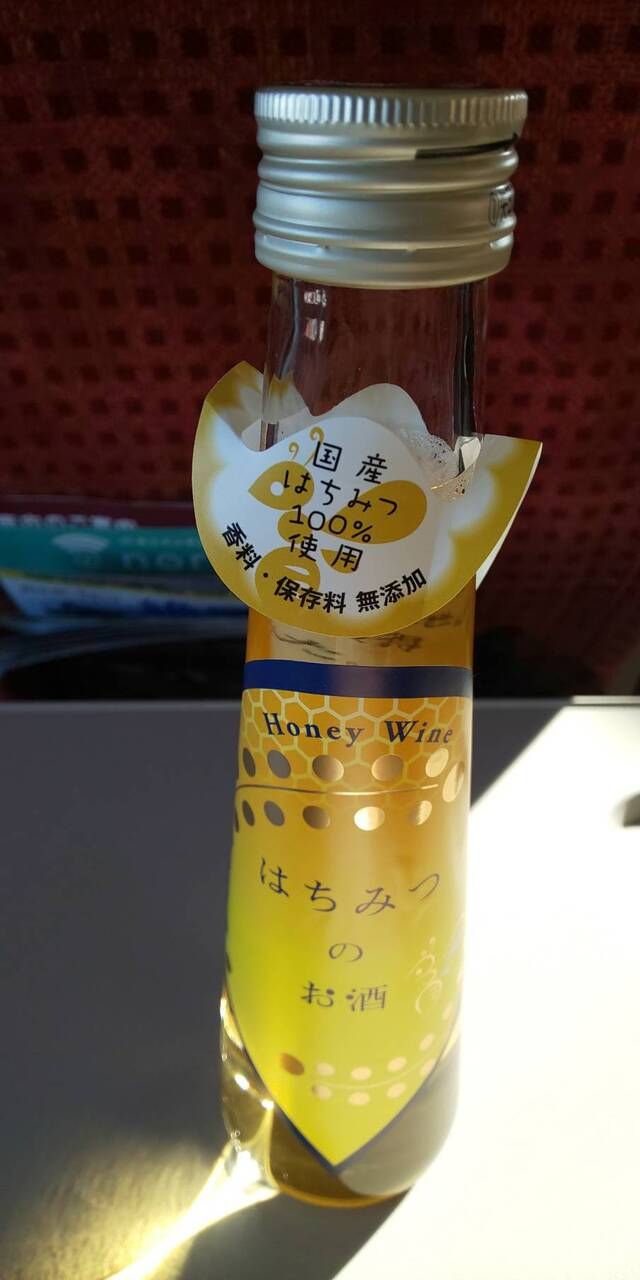 国産
はちみつ
100%
使用
香料・保存料 無添加
Honey Wine
はちみつ
の
お酒